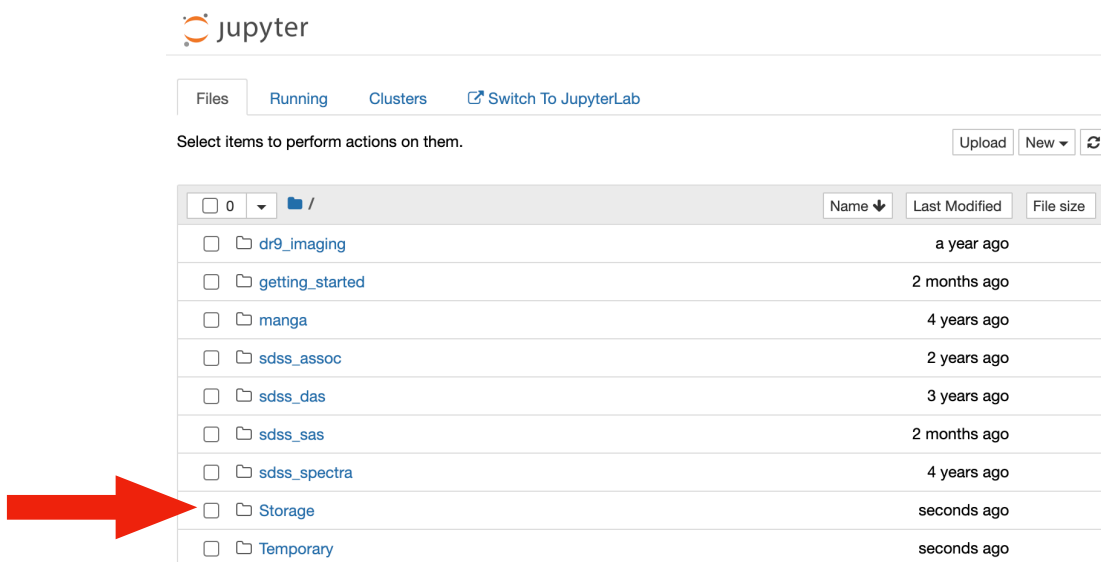 jupyter
Files Running Clusters Switch To JupyterLab
Select items to perform actions on them. Upload New
0 / Name Last Modified File size
dr9_imaging a year ago
getting_started 2 months ago
manga 4 years ago
sdss_assoc 2 years ago
sdss_das 3 years ago
sdss_sas 2 months ago
sdss_spectra 4 years ago
Storage seconds ago
Temporary seconds ago